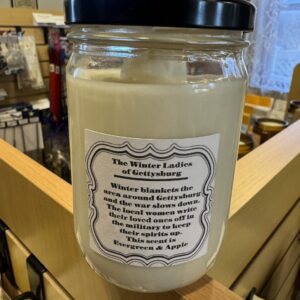 The Winter Ladies
of Gettysburg
Winter blankets the
area around Gettysburg
and the war slows down.
The local women write
their loved ones off in
the military to keep
their spirits up.
This scent is
Evergreen & Apple